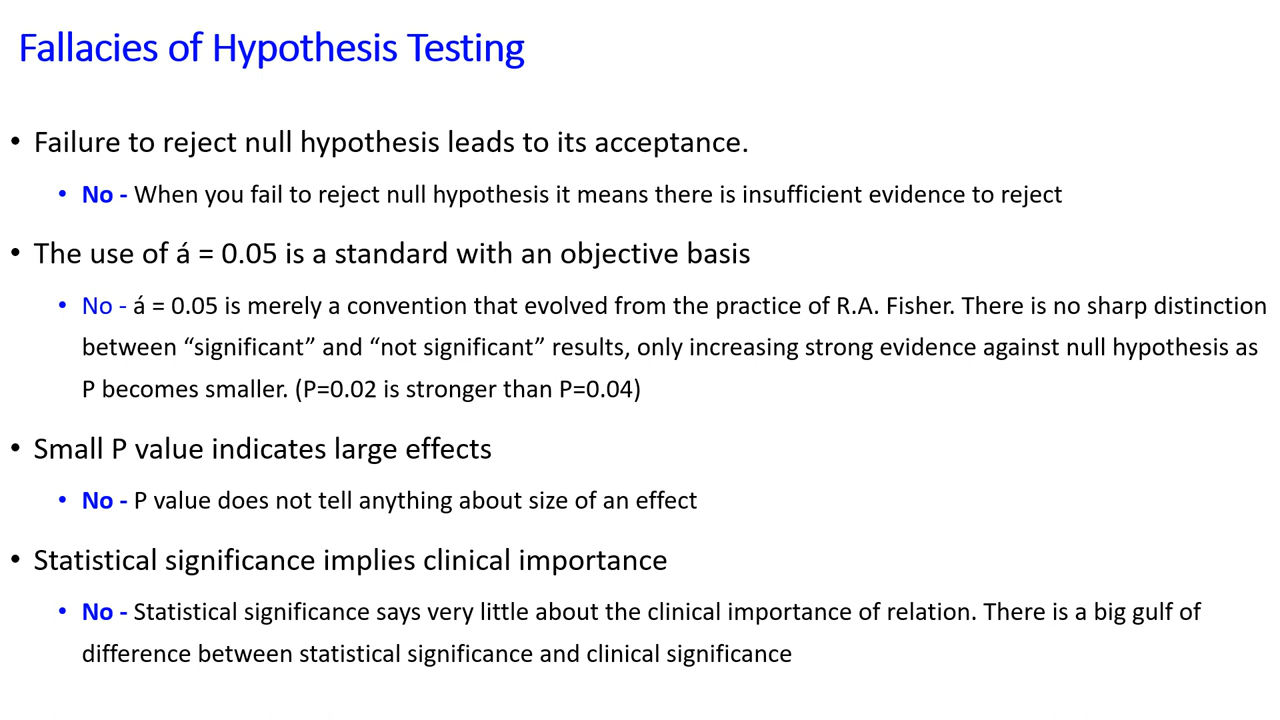 Fallacies of Hypothesis Testing
• Failure to reject null hypothesis leads to its acceptance.
• No - When you fail to reject null hypothesis it means there is insufficient evidence to reject
• The use of á = 0.05 is a standard with an objective basis
• No - á = 0.05 is merely a convention that evolved from the practice of R.A. Fisher. There is no sharp distinction
between “significant” and “not significant” results, only increasing strong evidence against null hypothesis as
P becomes smaller. (P=0.02 is stronger than P=0.04)
• Small P value indicates large effects
• No - P value does not tell anything about size of an effect
• Statistical significance implies clinical importance
• No - Statistical significance says very little about the clinical importance of relation. There is a big gulf of
difference between statistical significance and clinical significance